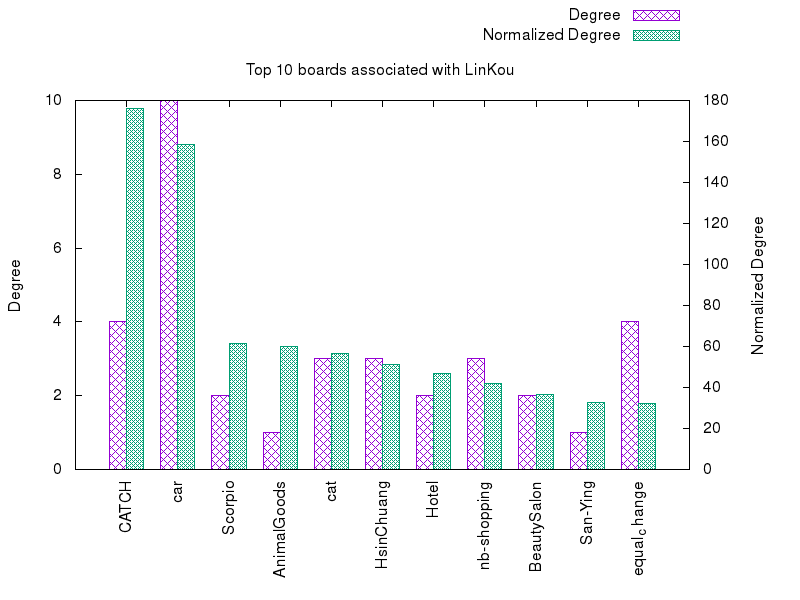 Degree
Normalized Degree
Top 10 boards associated with LinKou
10
8
6
4
2
0
180
160
140
120
100
80
60
40
20
0
Degree
Normalized Degree
CATCH
car
Scorpio
AnimalGoods
cat
HsinChuang
Hotel
nb-shopping
BeautySalon
San-Ying
equalchange